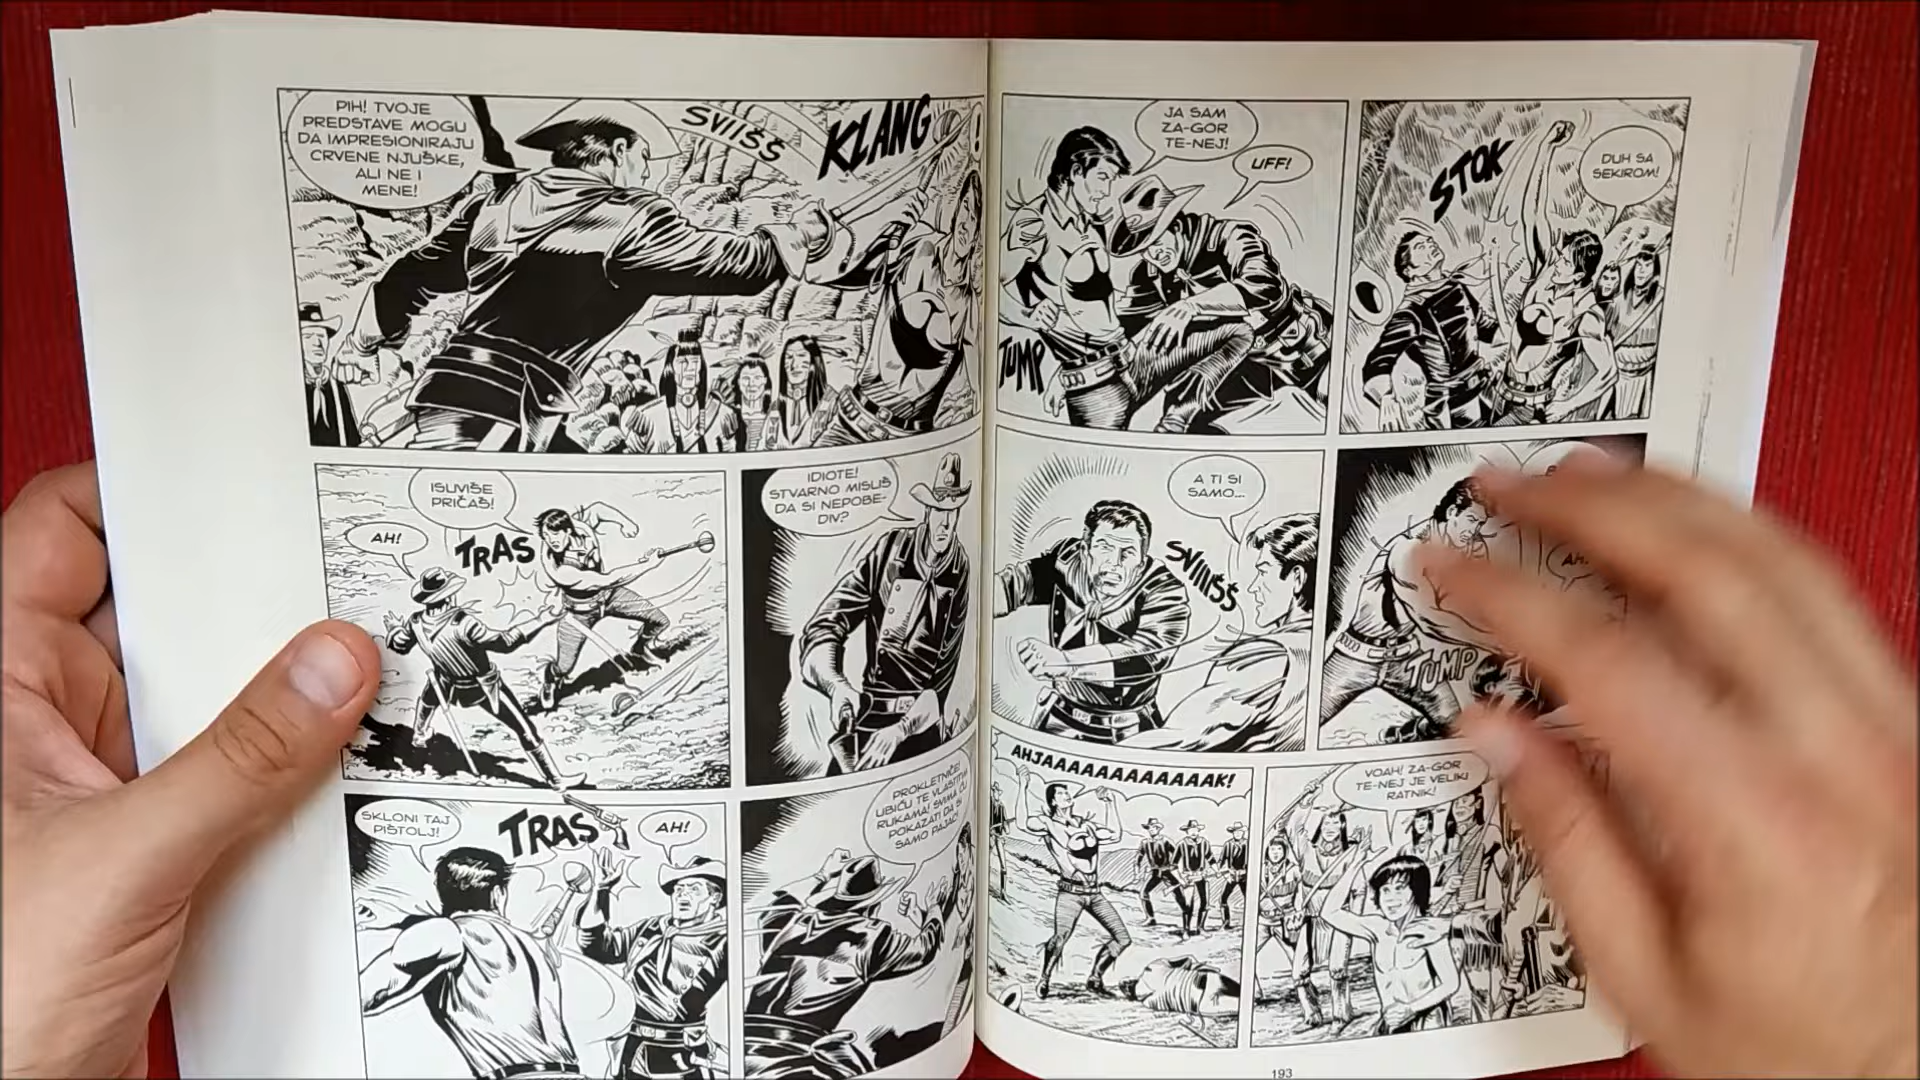 PIH! TVOJE
PREDSTAVE MOGU
DA IMPRESIONIRAJU
CRVENE NJUŠKE,
ALI NE I
MENE!
SVIIŠŠ
KLANG
!
ISUVIŠE
PRIČAŠ!
AH!
TRAS
IDIOTE!
STVARNO MISLIŠ
DA SI NEPOBE-
DIV?
SKLONI TAJ
PIŠTOLJ!
TRAS
AH!
PROKLETNIČE!
UBIĆU TE VLASTITIM
RUKAMA! SVIMA ĆU
POKAZATI DA SI
SAMO PAJAC!
JA SAM
ZA-GOR
TE-NEJ!
UFF!
TUMP
STOK
DUH SA
SEKIROM!
A TI SI
SAMO...
SVIIIŠŠ
AH!
TUMP
AHJAAAAAAAAAAAAK!
VOAH! ZA-GOR
TE-NEJ JE VELIKI
RATNIK!
193